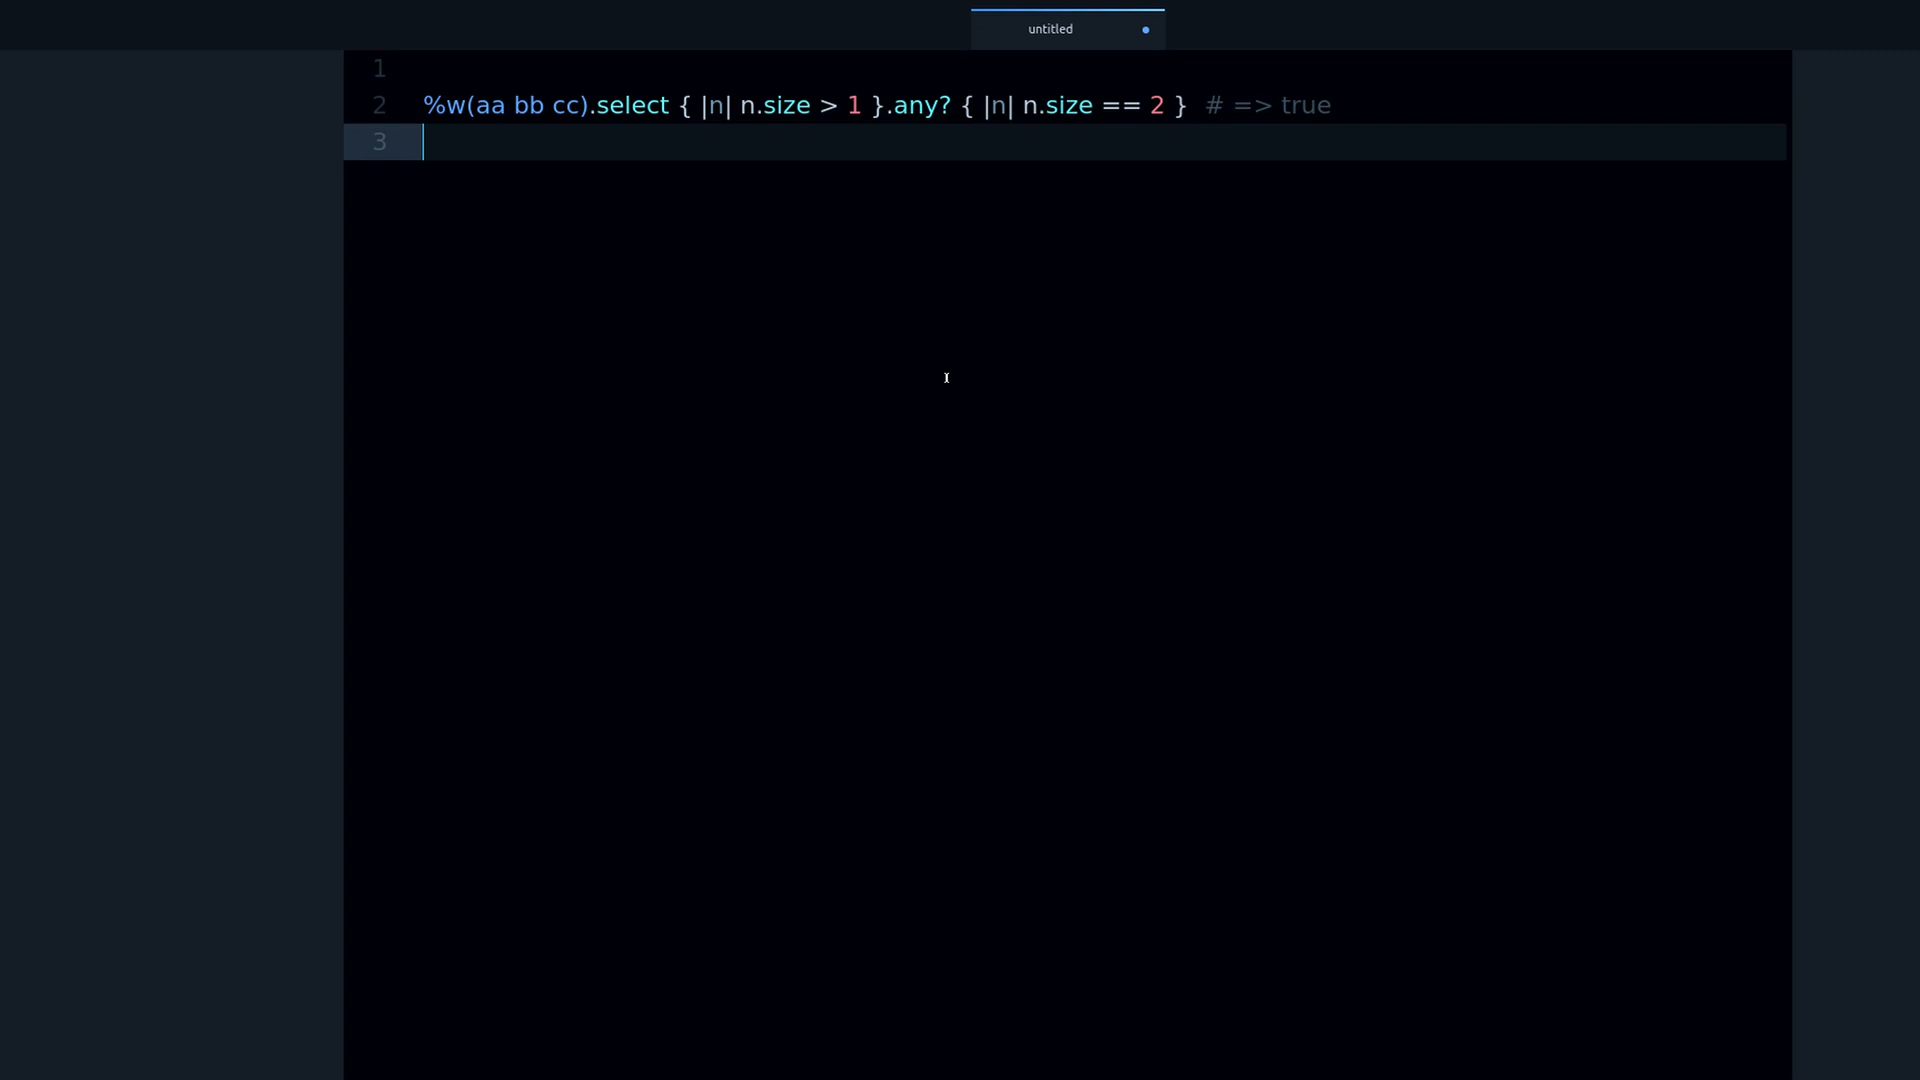 untitled
1
2 %w(aa bb cc).select { |n| n.size > 1 }.any? { |n| n.size == 2 }  # => true
3